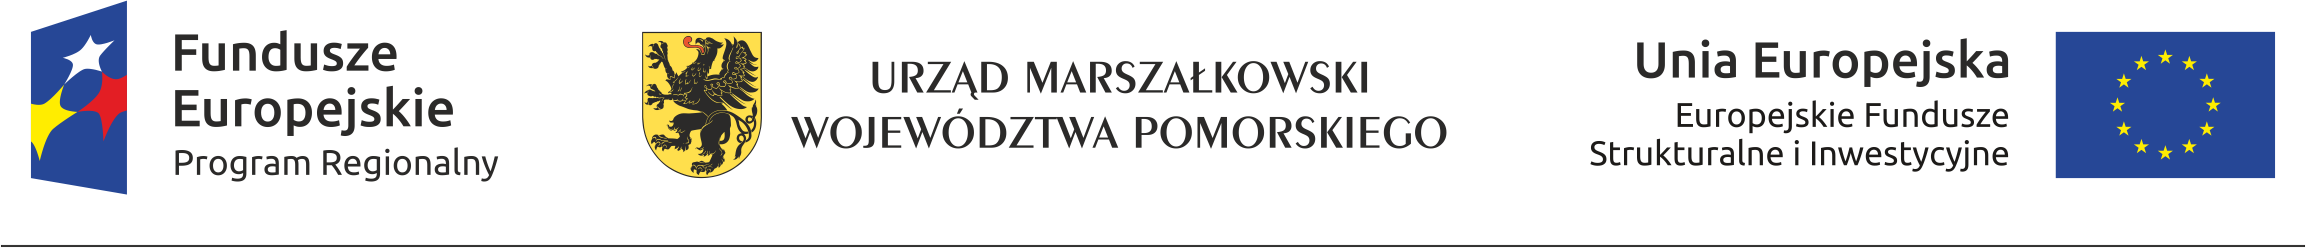 Fundusze
Europejskie
Program Regionalny
URZĄD MARSZAŁKOWSKI
WOJEWÓDZTWA POMORSKIEGO
Unia Europejska
Europejskie Fundusze
Strukturalne i Inwestycyjne